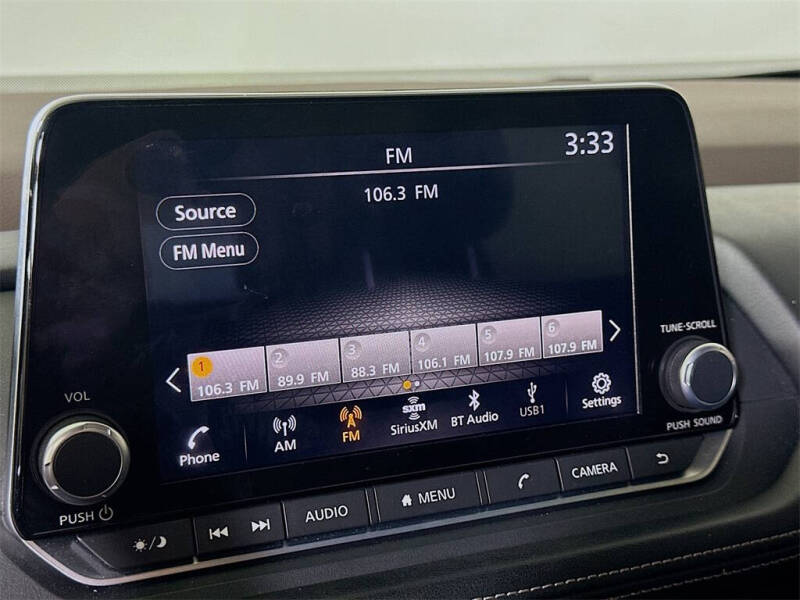 FM
3:33
106.3 FM
Source
FM Menu
1
106.3 FM
2
89.9 FM
3
88.3 FM
4
106.1 FM
5
107.9 FM
6
107.9 FM
Phone
AM
FM
sxm
SiriusXM
BT Audio
USB1
Settings
VOL
PUSH
TUNE·SCROLL
PUSH SOUND
AUDIO
MENU
CAMERA